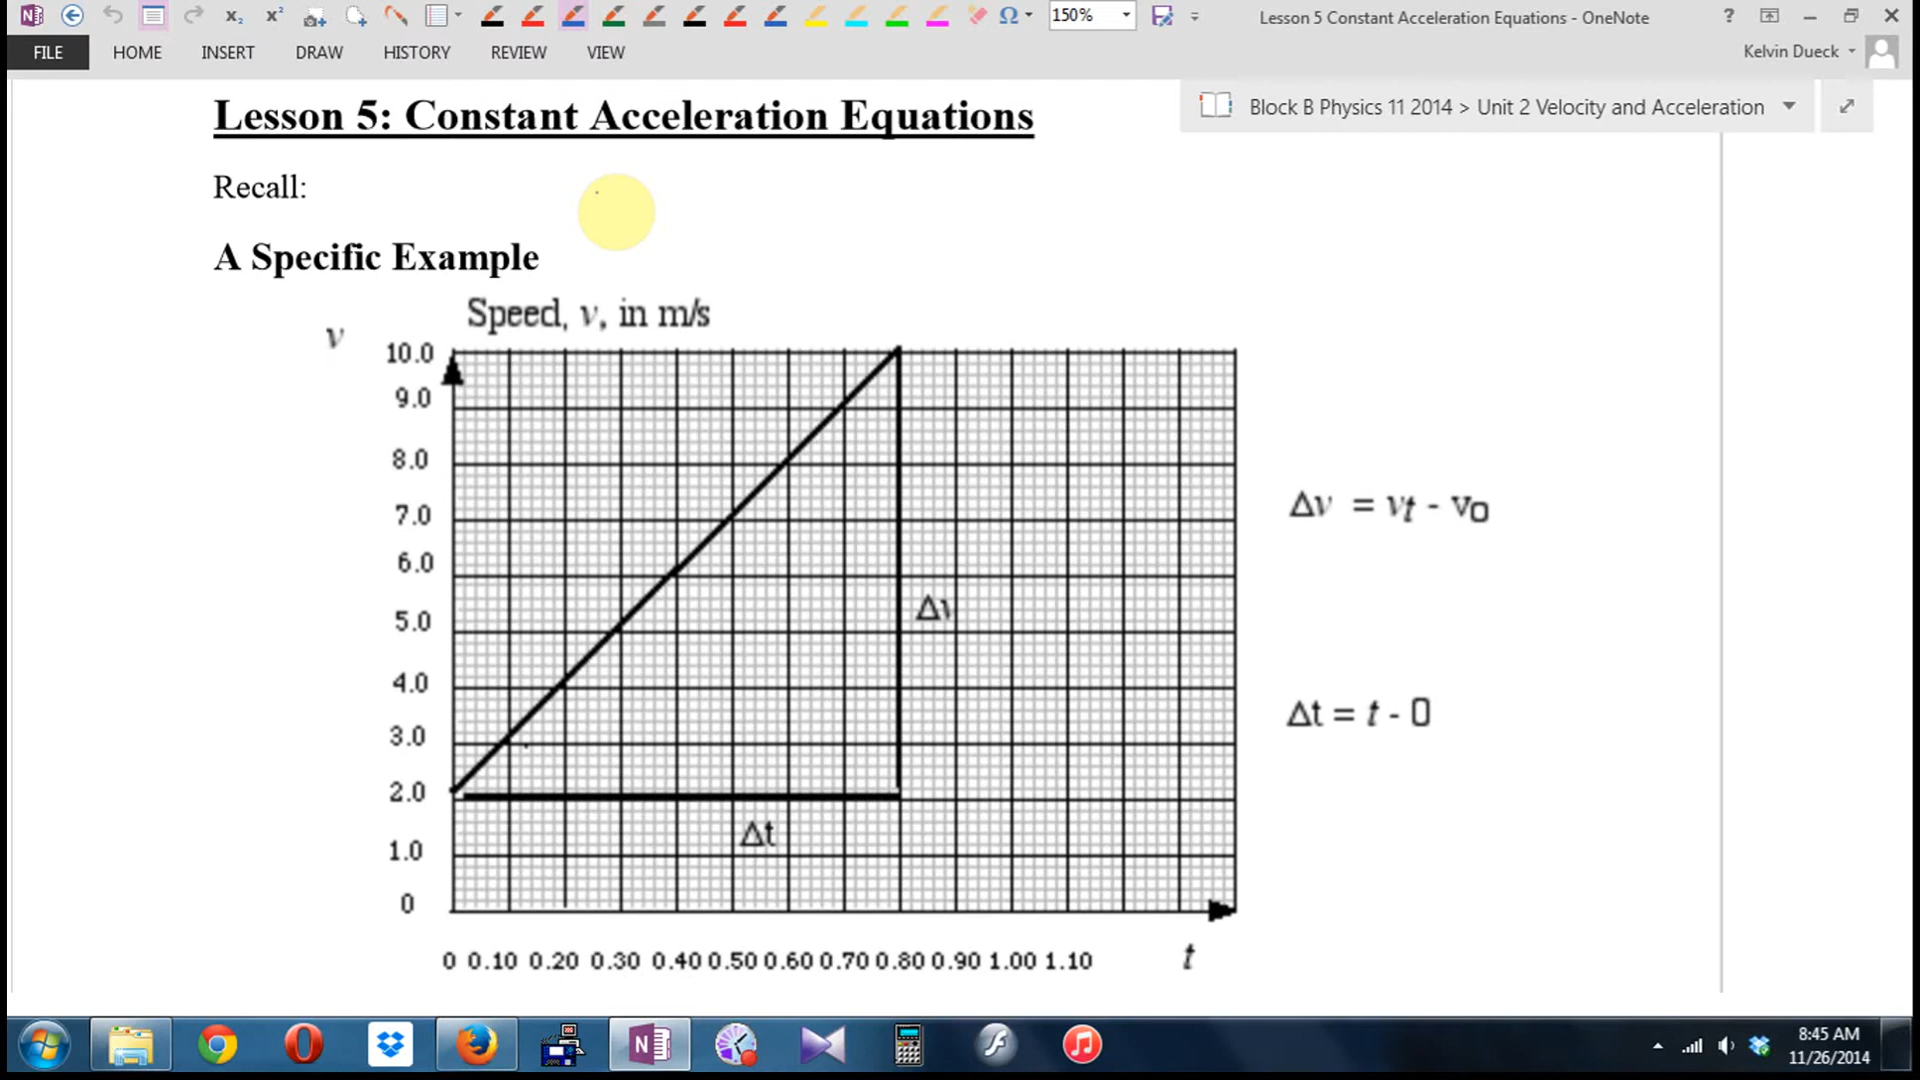 150%
Lesson 5 Constant Acceleration Equations - OneNote
FILE HOME INSERT DRAW HISTORY REVIEW VIEW
Kelvin Dueck
Block B Physics 11 2014 > Unit 2 Velocity and Acceleration
Lesson 5: Constant Acceleration Equations
Recall:
A Specific Example
Speed, v, in m/s
v
10.0
9.0
8.0
7.0
6.0
5.0
4.0
3.0
2.0
1.0
0
Δv = vt - v0
Δv
Δt = t - 0
Δt
0 0.10 0.20 0.30 0.40 0.50 0.60 0.70 0.80 0.90 1.00 1.10
t
8:45 AM
11/26/2014